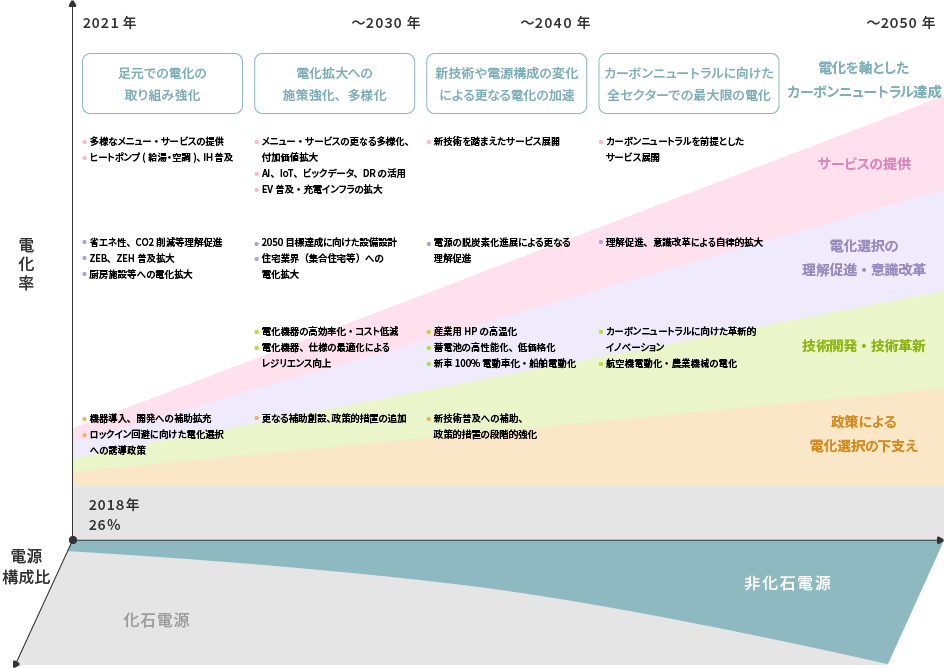 2021 年
～2030 年
～2040 年
～2050 年
足元での電化の
取り組み強化
電化拡大への
施策強化、多様化
新技術や電源構成の変化
による更なる電化の加速
カーボンニュートラルに向けた
全セクターでの最大限の電化
電化を軸とした
カーボンニュートラル達成
多様なメニュー・サービスの提供
ヒートポンプ ( 給湯・空調 )、IH 普及
メニュー・サービスの更なる多様化、
付加価値拡大
AI、IoT、ビックデータ、DR の活用
EV 普及・充電インフラの拡大
新技術を踏まえたサービス展開
カーボンニュートラルを前提とした
サービス展開
サービスの提供
電化率
省エネ性、CO2 削減等理解促進
ZEB、ZEH 普及拡大
厨房施設等への電化拡大
2050 目標達成に向けた設備設計
住宅業界（集合住宅等）への
電化拡大
電源の脱炭素化進展による更なる
理解促進
理解促進、意識改革による自律的拡大
電化選択の
理解促進・意識改革
電化機器の高効率化・コスト低減
電化機器、仕様の最適化による
レジリエンス向上
産業用 HP の高温化
蓄電池の高性能化、低価格化
新車 100% 電動車化・船舶電動化
カーボンニュートラルに向けた革新的
イノベーション
航空機電動化・農業機械の電化
技術開発・技術革新
機器導入、開発への補助拡充
ロックイン回避に向けた電化選択
への誘導政策
更なる補助創設、政策的措置の追加
新技術普及への補助、
政策的措置の段階的強化
政策による
電化選択の下支え
2018年
26%
電源
構成比
非化石電源
化石電源